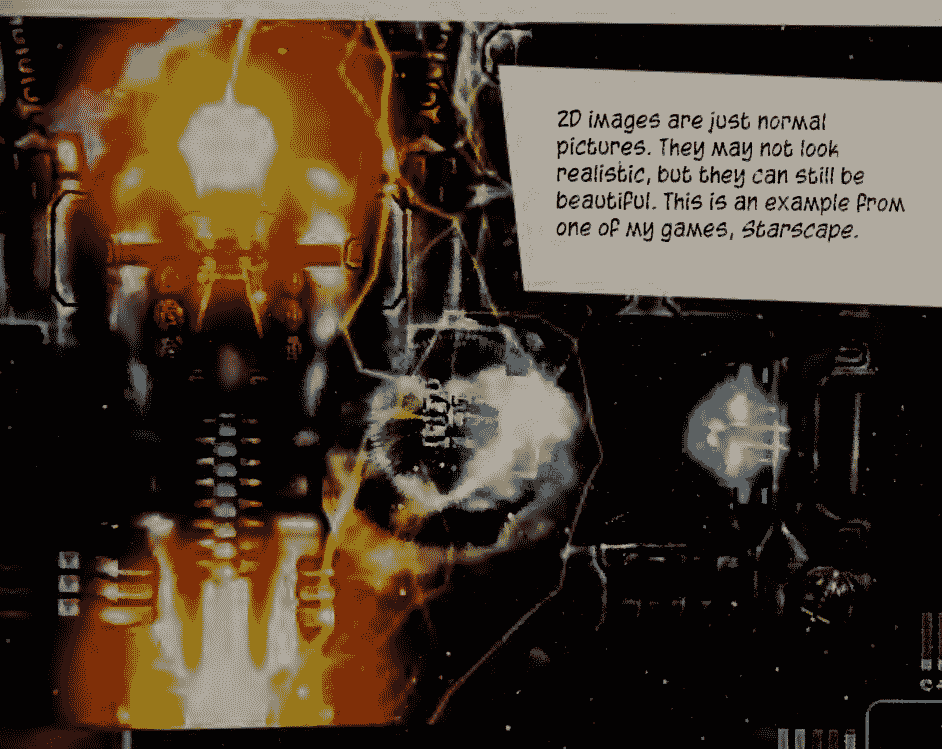 2D images are just normal
pictures. They may not look
realistic, but they can still be
beautiful. This is an example from
one of my games, Starscape.